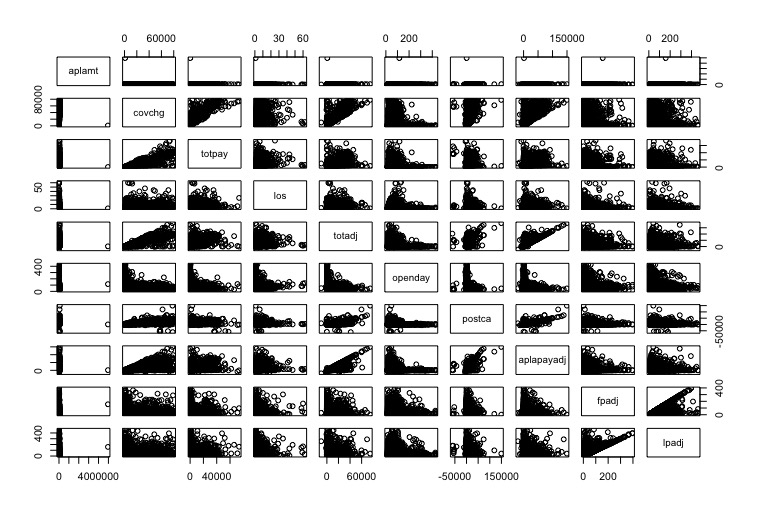 0 60000 0 30 60 0 200 0 150000 0 200
aplamt
0
0 80000
covchg
totpay
0 50
los
totadj
0
0 400
openday
postca
-50000
0
aplapayadj
fpadj
0 400
0 400
lpadj
0 4000000 0 40000 0 60000 -50000 150000 0 200